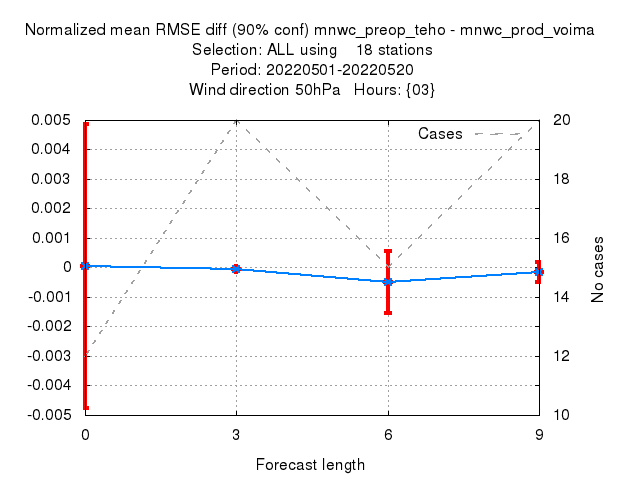 Normalized mean RMSE diff (90% conf) mnwc_preop_teho - mnwc_prod_voima
Selection: ALL using 18 stations
Period: 20220501-20220520
Wind direction 50hPa Hours: {03}
Cases
0.005
0.004
0.003
0.002
0.001
0
-0.001
-0.002
-0.003
-0.004
-0.005
20
18
16
14
12
10
No cases
0 3 6 9
Forecast length